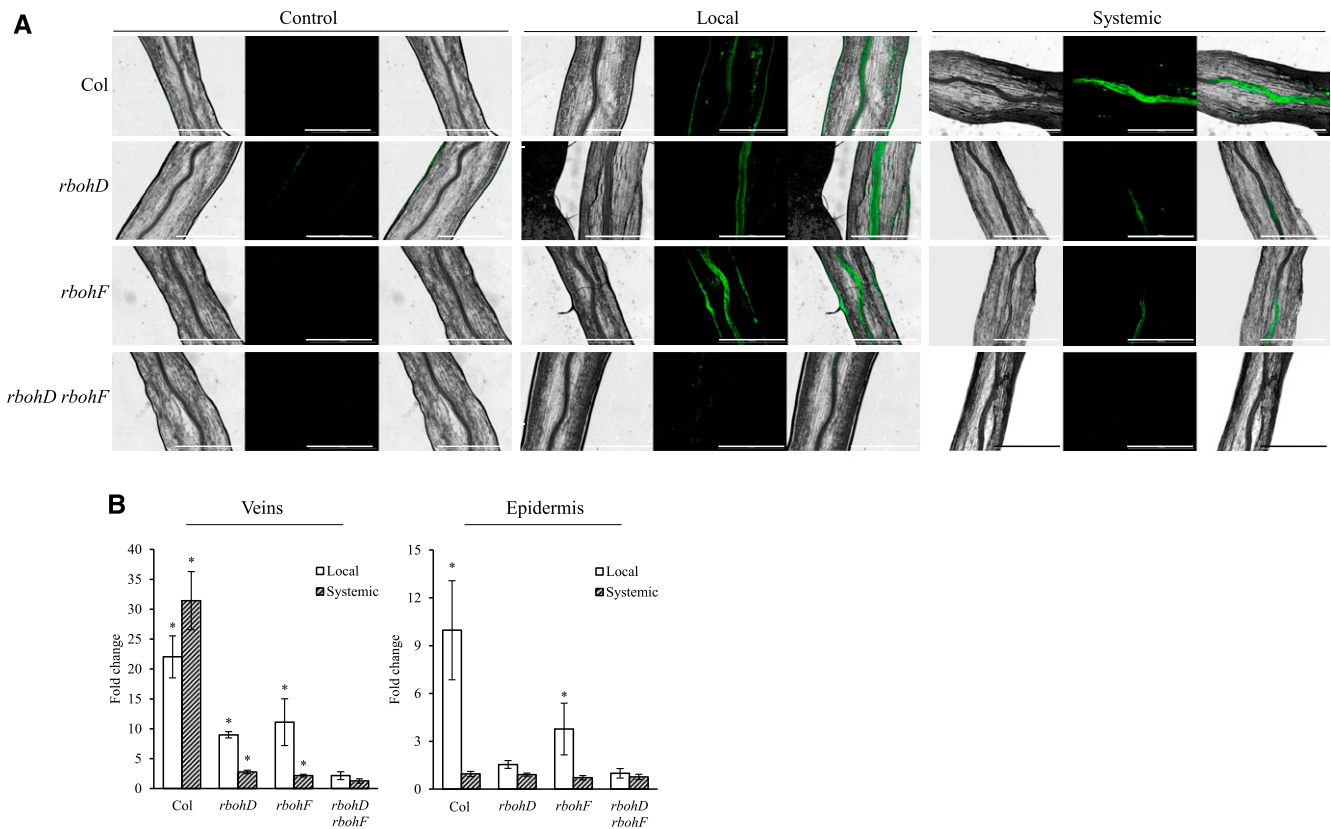 A
Control
Local
Systemic
Col
rbohD
rbohF
rbohD rbohF
B
Veins
Epidermis
Fold change
40
35
30
25
20
15
10
5
0
*
*
*
*
*
*
Local
Systemic
Col
rbohD
rbohF
rbohD
rbohF
Fold change
15
12
9
6
3
0
*
*
Local
Systemic
Col
rbohD
rbohF
rbohD
rbohF